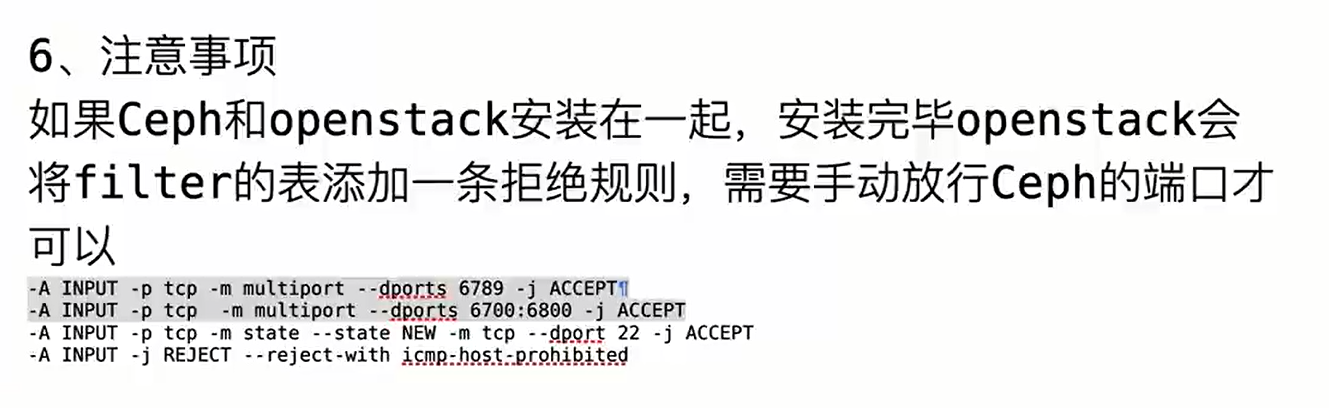 6、注意事项
如果Ceph和openstack安装在一起，安装完毕openstack会
将filter的表添加一条拒绝规则，需要手动放行Ceph的端口才
可以
-A INPUT -p tcp -m multiport --dports 6789 -j ACCEPT¶
-A INPUT -p tcp  -m multiport --dports 6700:6800 -j ACCEPT
-A INPUT -p tcp -m state --state NEW -m tcp --dport 22 -j ACCEPT
-A INPUT -j REJECT --reject-with icmp-host-prohibited